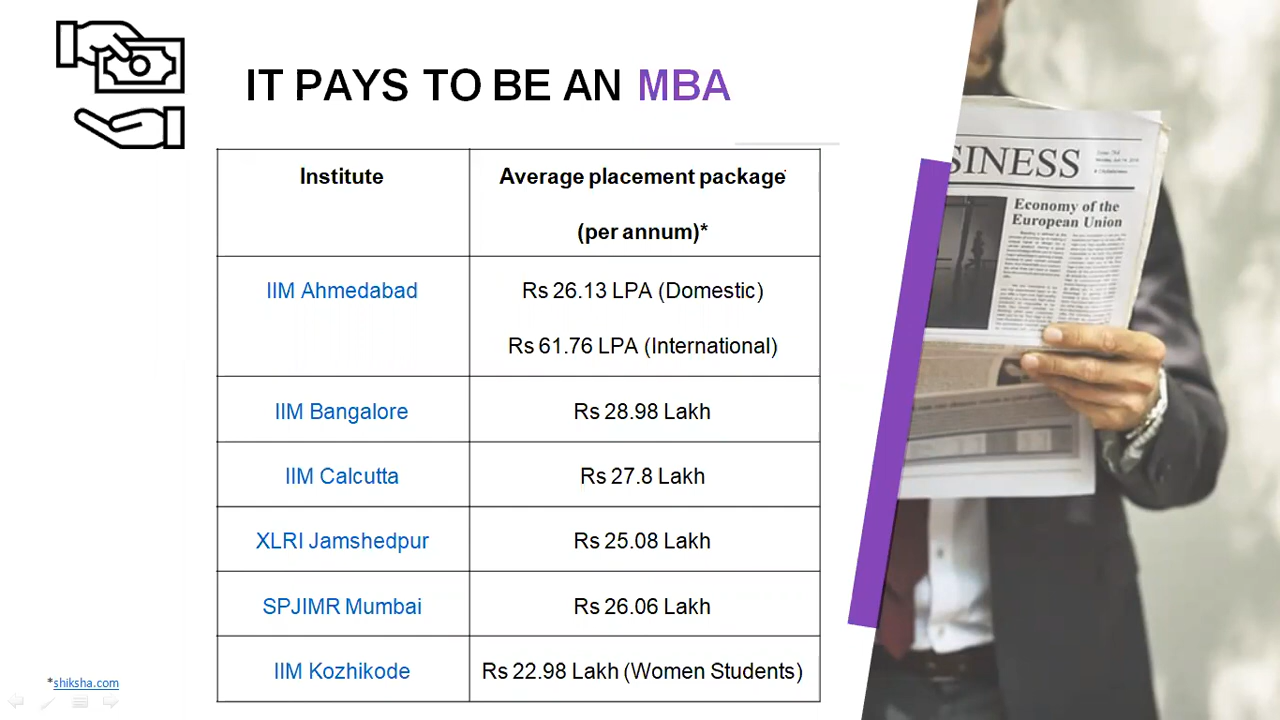 IT PAYS TO BE AN MBA
Institute
Average placement package
(per annum)*
IIM Ahmedabad
Rs 26.13 LPA (Domestic)
Rs 61.76 LPA (International)
IIM Bangalore
Rs 28.98 Lakh
IIM Calcutta
Rs 27.8 Lakh
XLRI Jamshedpur
Rs 25.08 Lakh
SPJIMR Mumbai
Rs 26.06 Lakh
IIM Kozhikode
Rs 22.98 Lakh (Women Students)
*shiksha.com
SINESS
Economy of the
European Union